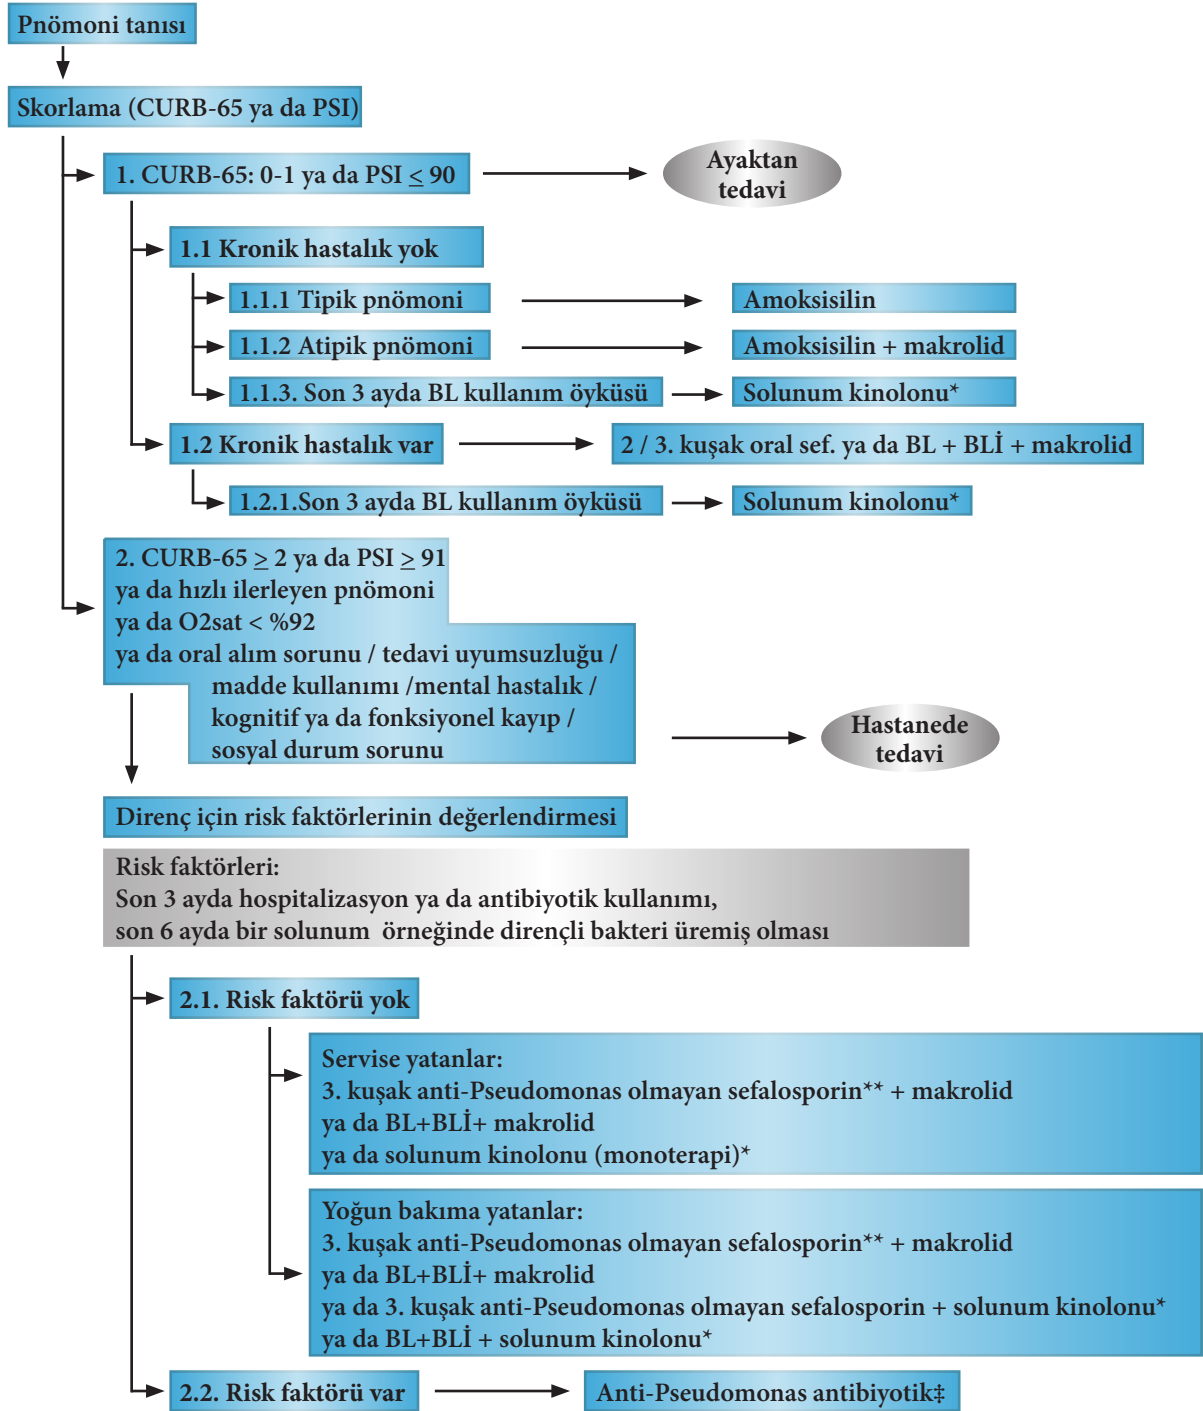 Pnömoni tanısı
Skorlama (CURB-65 ya da PSI)
1. CURB-65: 0-1 ya da PSI ≤ 90
Ayaktan
tedavi
1.1 Kronik hastalık yok
1.1.1 Tipik pnömoni
Amoksisilin
1.1.2 Atipik pnömoni
Amoksisilin + makrolid
1.1.3. Son 3 ayda BL kullanım öyküsü
Solunum kinolonu*
1.2 Kronik hastalık var
2 / 3. kuşak oral sef. ya da BL + BLİ + makrolid
1.2.1.Son 3 ayda BL kullanım öyküsü
Solunum kinolonu*
2. CURB-65 ≥ 2 ya da PSI ≥ 91
ya da hızlı ilerleyen pnömoni
ya da O2sat < %92
ya da oral alım sorunu / tedavi uyumsuzluğu /
madde kullanımı /mental hastalık /
kognitif ya da fonksiyonel kayıp /
sosyal durum sorunu
Hastanede
tedavi
Direnç için risk faktörlerinin değerlendirmesi
Risk faktörleri:
Son 3 ayda hospitalizasyon ya da antibiyotik kullanımı,
son 6 ayda bir solunum örneğinde dirençli bakteri üremiş olması
2.1. Risk faktörü yok
Servise yatanlar:
3. kuşak anti-Pseudomonas olmayan sefalosporin** + makrolid
ya da BL+BLİ+ makrolid
ya da solunum kinolonu (monoterapi)*
Yoğun bakıma yatanlar:
3. kuşak anti-Pseudomonas olmayan sefalosporin** + makrolid
ya da BL+BLİ+ makrolid
ya da 3. kuşak anti-Pseudomonas olmayan sefalosporin + solunum kinolonu*
ya da BL+BLİ + solunum kinolonu*
2.2. Risk faktörü var
Anti-Pseudomonas antibiyotik‡